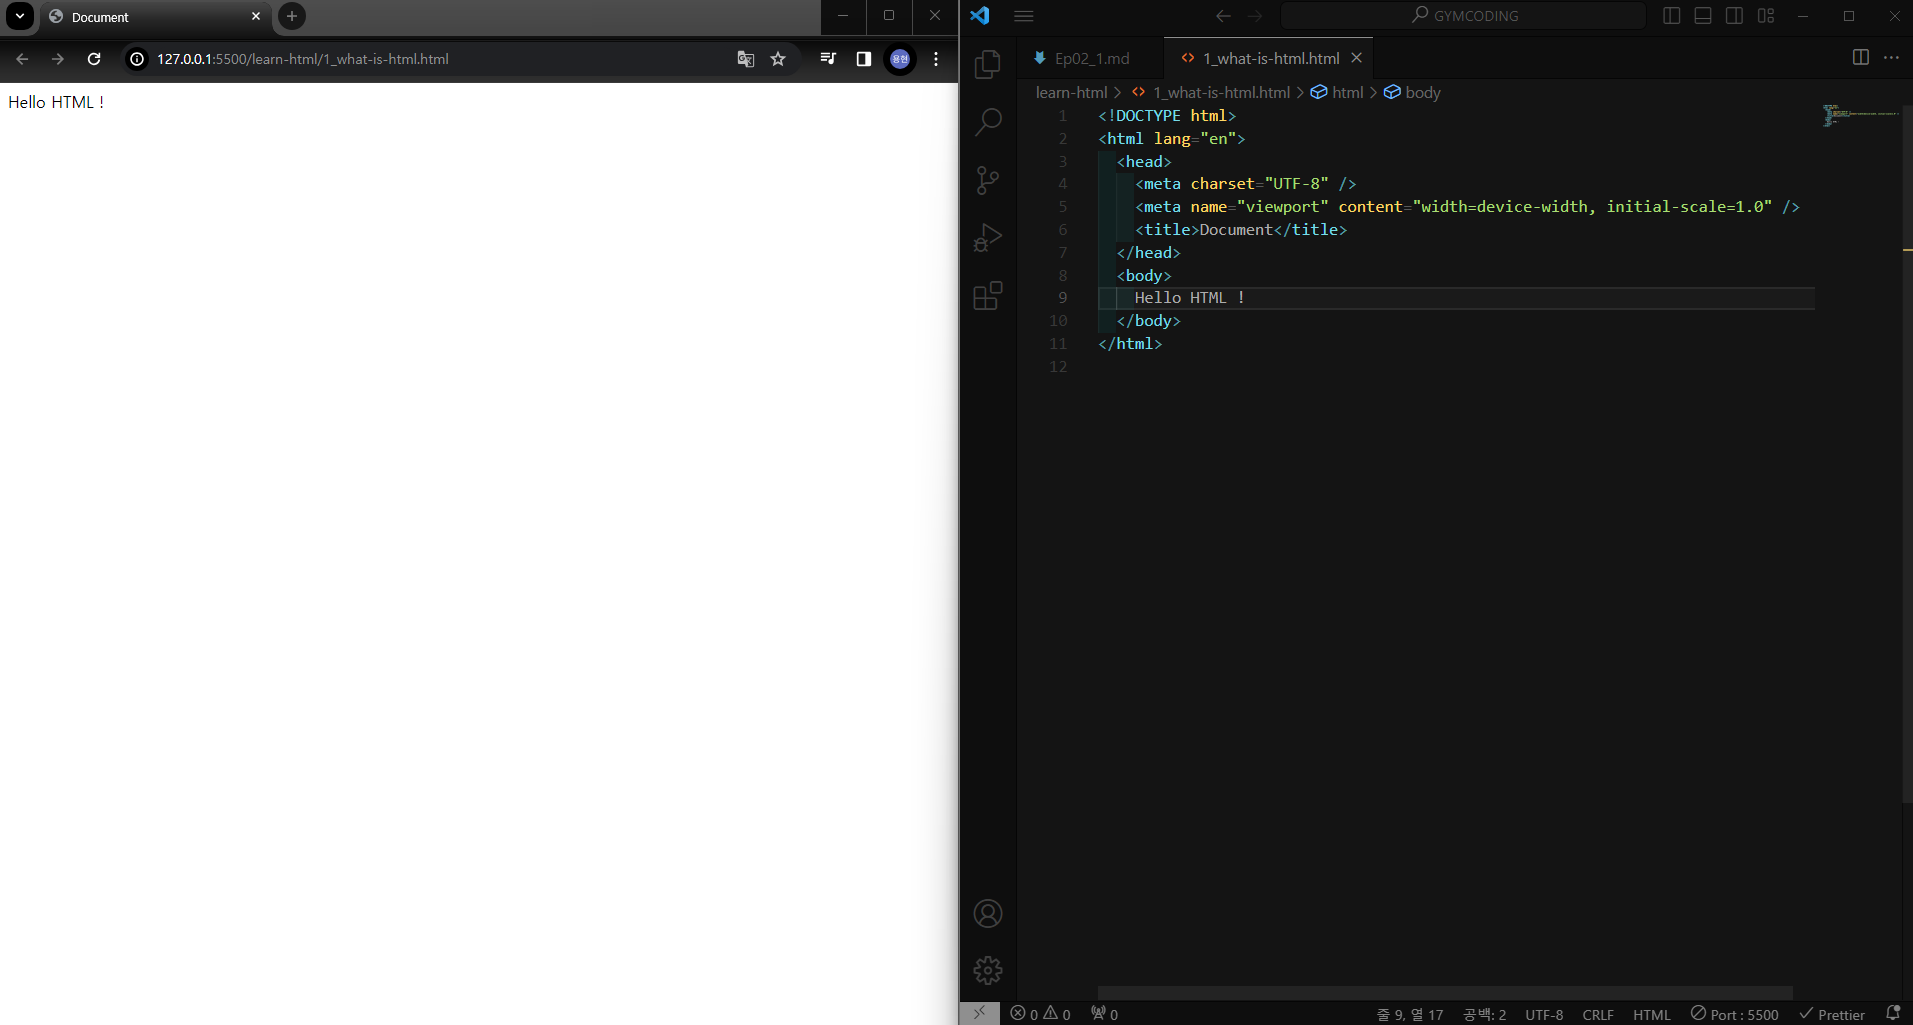 Document
127.0.0.1:5500/learn-html/1_what-is-html.html
용현
Hello HTML !
GYMCODING
Ep02_1.md
1_what-is-html.html
learn-html > 1_what-is-html.html > html > body
1 <!DOCTYPE html>
2 <html lang="en">
3 <head>
4 <meta charset="UTF-8" />
5 <meta name="viewport" content="width=device-width, initial-scale=1.0" />
6 <title>Document</title>
7 </head>
8 <body>
9 Hello HTML !
10 </body>
11 </html>
12
0 0 0 줄 9, 열 17 공백: 2 UTF-8 CRLF HTML Port : 5500 Prettier